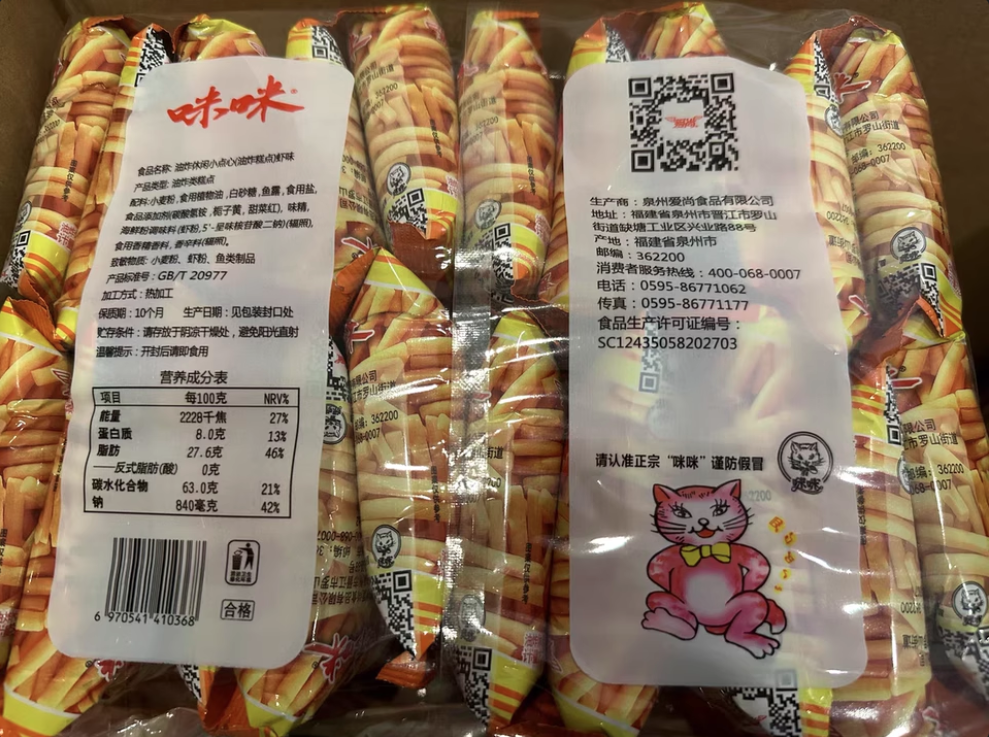 咪咪®
食品名称: 油炸休闲小点心(油炸糕点)虾味
产品类型: 油炸类糕点
配料:小麦粉,食用植物油,白砂糖,鱼露,食用盐,
食品添加剂(碳酸氢铵,栀子黄,甜菜红),味精,
海鲜粉调味料(虾粉,5'-呈味核苷酸二钠)(辐照),
食用香精香料,香辛料(辐照)。
致敏物质: 小麦粉、虾粉、鱼类制品
产品标准号: GB/T 20977
加工方式: 热加工
保质期: 10个月 生产日期: 见包装封口处
贮存条件: 请存放于阴凉干燥处, 避免阳光直射
温馨提示: 开封后请即食用
营养成分表
项目 每100克 NRV%
能量 2228千焦 27%
蛋白质 8.0克 13%
脂肪 27.6克 46%
——反式脂肪(酸) 0克
碳水化合物 63.0克 21%
钠 840毫克 42%
6 970541 410368
合格
生产商: 泉州爱尚食品有限公司
地址: 福建省泉州市晋江市罗山
街道缺塘工业区兴业路88号
产地: 福建省泉州市
邮编: 362200
消费者服务热线: 400-068-0007
电话: 0595-86771062
传真: 0595-86771177
食品生产许可证编号:
SC12435058202703
请认准正宗“咪咪”谨防假冒
咪咪